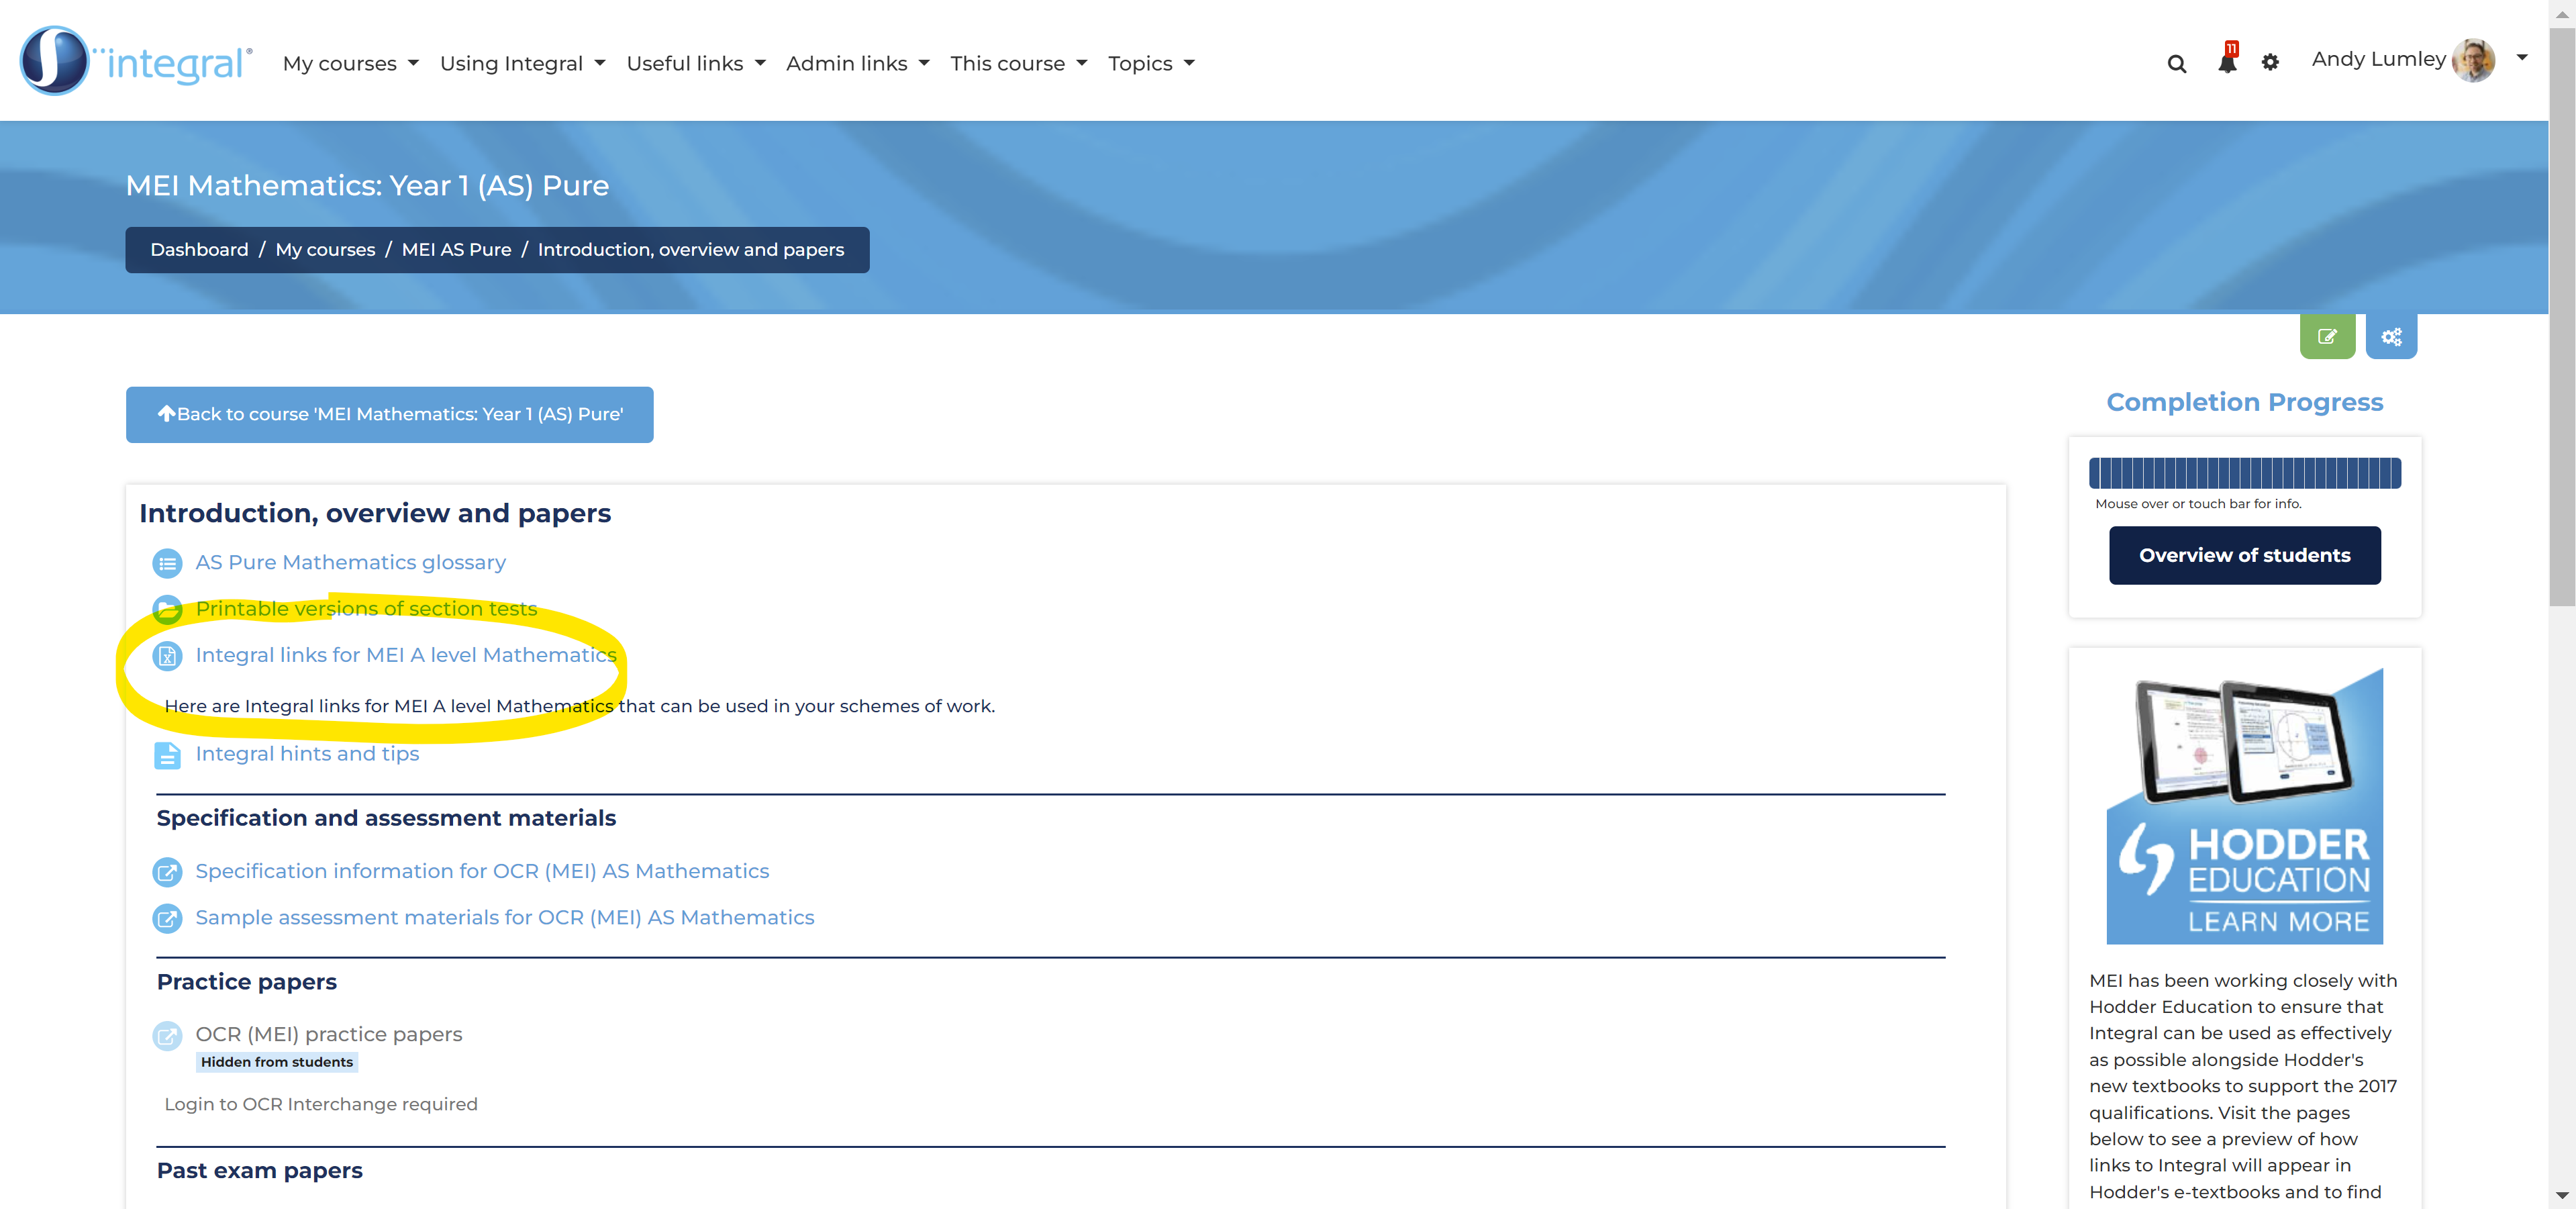 integral®
My courses
Using Integral
Useful links
Admin links
This course
Topics
11
Andy Lumley
MEI Mathematics: Year 1 (AS) Pure
Dashboard / My courses / MEI AS Pure / Introduction, overview and papers
Back to course 'MEI Mathematics: Year 1 (AS) Pure'
Introduction, overview and papers
AS Pure Mathematics glossary
Printable versions of section tests
Integral links for MEI A level Mathematics
Here are Integral links for MEI A level Mathematics that can be used in your schemes of work.
Integral hints and tips
Specification and assessment materials
Specification information for OCR (MEI) AS Mathematics
Sample assessment materials for OCR (MEI) AS Mathematics
Practice papers
OCR (MEI) practice papers
Hidden from students
Login to OCR Interchange required
Past exam papers
Completion Progress
Mouse over or touch bar for info.
Overview of students
HODDER
EDUCATION
LEARN MORE
MEI has been working closely with
Hodder Education to ensure that
Integral can be used as effectively
as possible alongside Hodder's
new textbooks to support the 2017
qualifications. Visit the pages
below to see a preview of how
links to Integral will appear in
Hodder's e-textbooks and to find